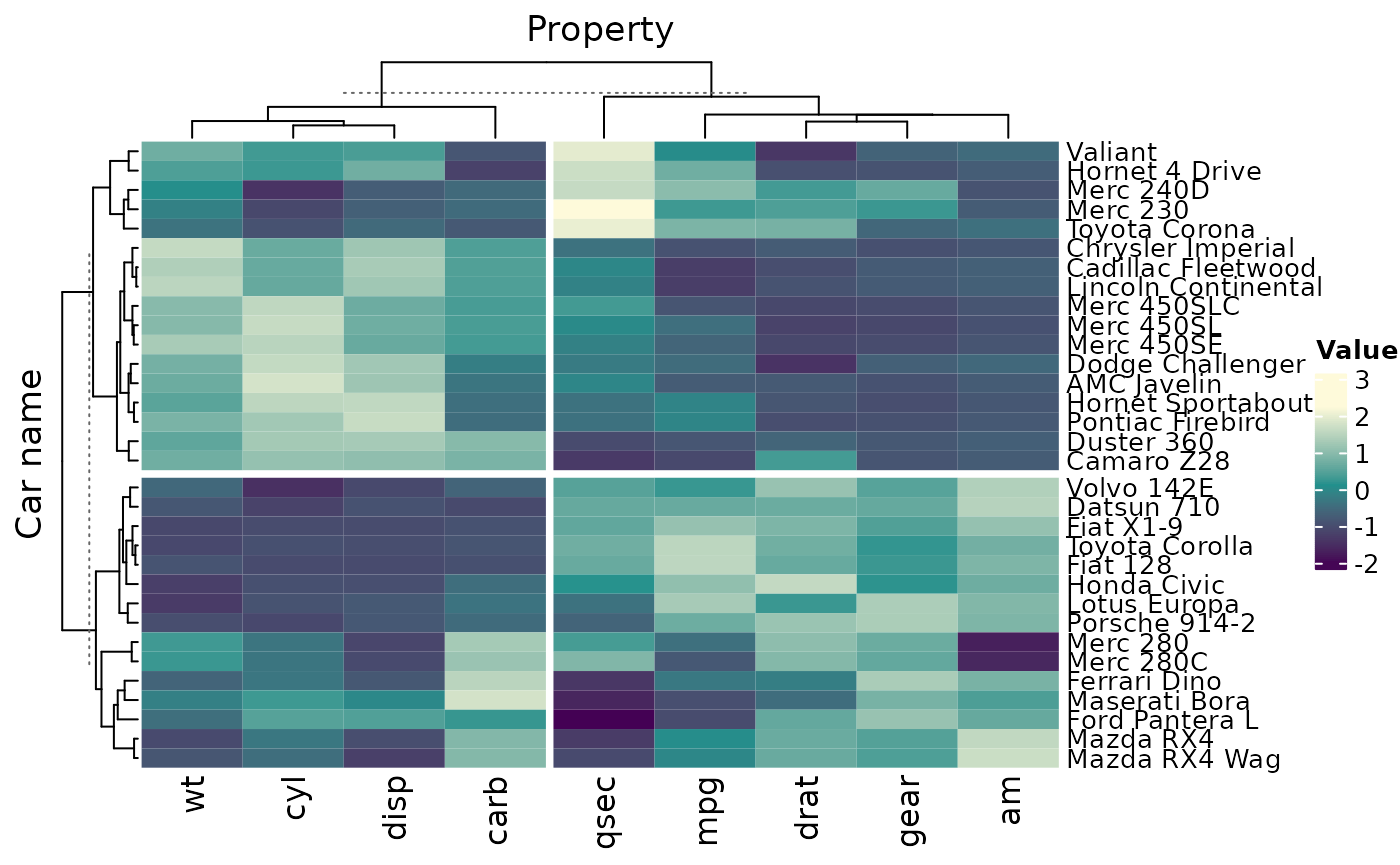 Property
Car name
Valiant
Hornet 4 Drive
Merc 240D
Merc 230
Toyota Corona
Chrysler Imperial
Cadillac Fleetwood
Lincoln Continental
Merc 450SLC
Merc 450SL
Merc 450SE
Dodge Challenger
AMC Javelin
Hornet Sportabout
Pontiac Firebird
Duster 360
Camaro Z28
Volvo 142E
Datsun 710
Fiat X1-9
Toyota Corolla
Fiat 128
Honda Civic
Lotus Europa
Porsche 914-2
Merc 280
Merc 280C
Ferrari Dino
Maserati Bora
Ford Pantera L
Mazda RX4
Mazda RX4 Wag
Value
3
2
1
0
-1
-2
wt cyl disp carb qsec mpg drat gear am